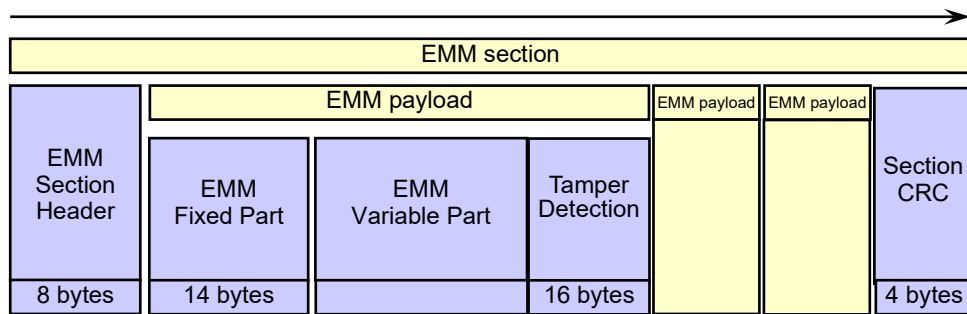 EMM section
EMM payload
EMM payload
EMM payload
EMM
Section
Header
EMM
Fixed Part
EMM
Variable Part
Tamper
Detection
Section
CRC
8 bytes
14 bytes
16 bytes
4 bytes